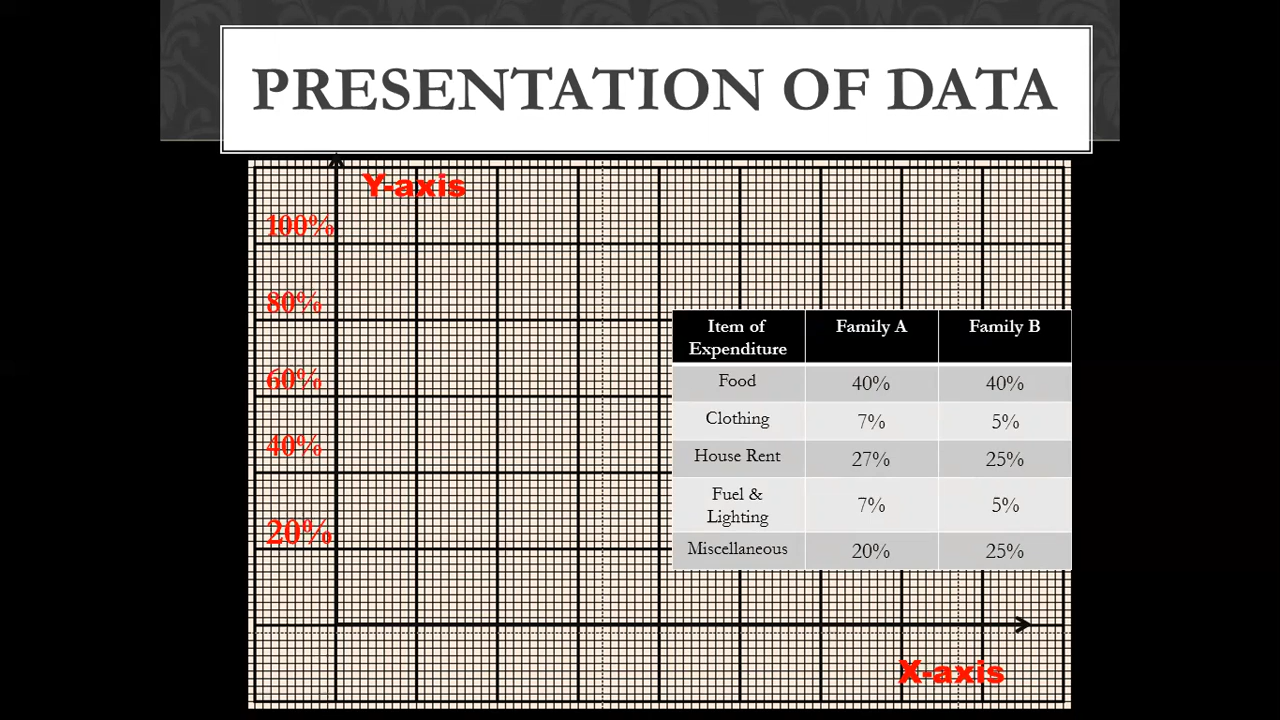 PRESENTATION OF DATA
Y-axis
100%
80%
60%
40%
20%
Item of Expenditure Family A Family B
Food 40% 40%
Clothing 7% 5%
House Rent 27% 25%
Fuel & Lighting 7% 5%
Miscellaneous 20% 25%
X-axis